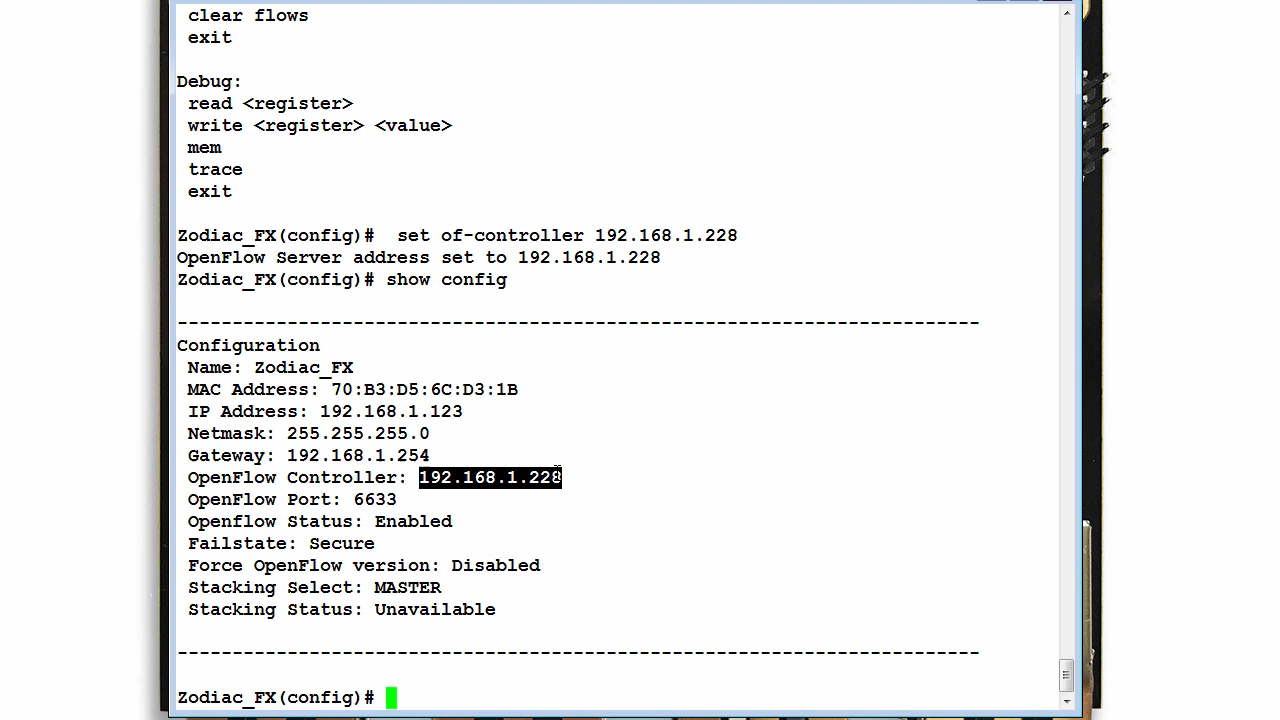 clear flows
exit
Debug:
read <register>
write <register> <value>
mem
trace
exit
Zodiac_FX(config)#  set of-controller 192.168.1.228
OpenFlow Server address set to 192.168.1.228
Zodiac_FX(config)# show config
-------------------------------------------------------------------------
Configuration
Name: Zodiac_FX
MAC Address: 70:B3:D5:6C:D3:1B
IP Address: 192.168.1.123
Netmask: 255.255.255.0
Gateway: 192.168.1.254
OpenFlow Controller: 192.168.1.228
OpenFlow Port: 6633
Openflow Status: Enabled
Failstate: Secure
Force OpenFlow version: Disabled
Stacking Select: MASTER
Stacking Status: Unavailable
-------------------------------------------------------------------------
Zodiac_FX(config)#